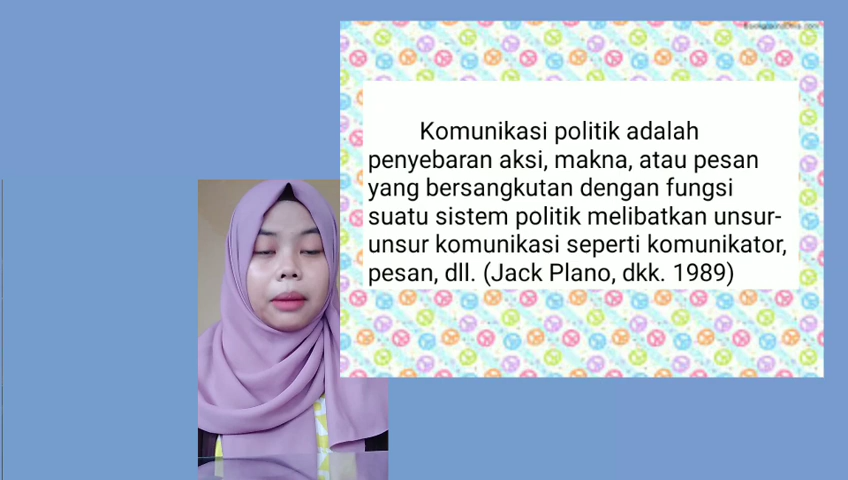 Komunikasi politik adalah
penyebaran aksi, makna, atau pesan
yang bersangkutan dengan fungsi
suatu sistem politik melibatkan unsur-
unsur komunikasi seperti komunikator,
pesan, dll. (Jack Plano, dkk. 1989)